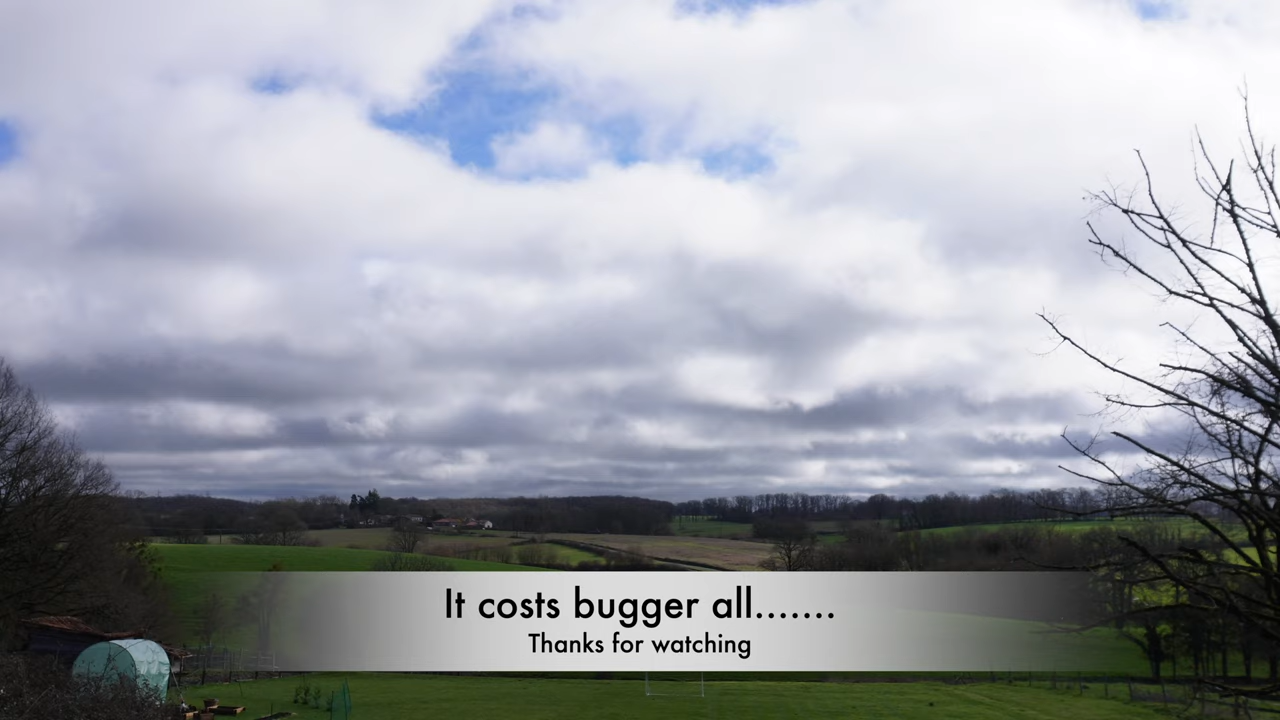 It costs bugger all.......
Thanks for watching